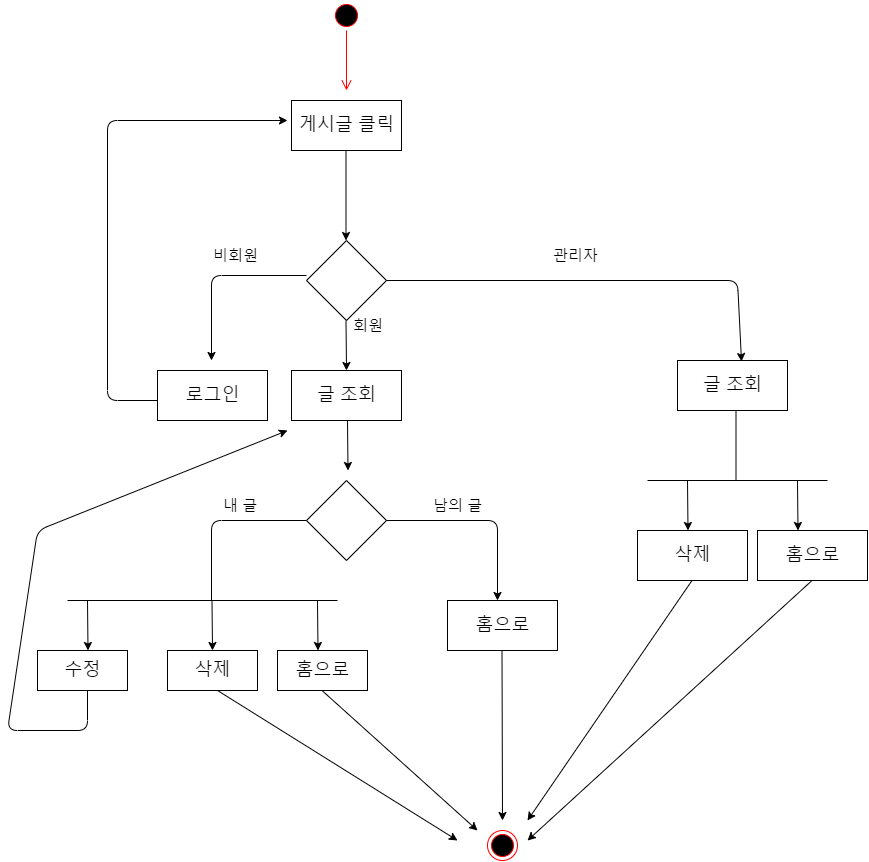 게시글 클릭
비회원
관리자
회원
로그인
글 조회
글 조회
내 글
남의 글
삭제
홈으로
홈으로
수정
삭제
홈으로